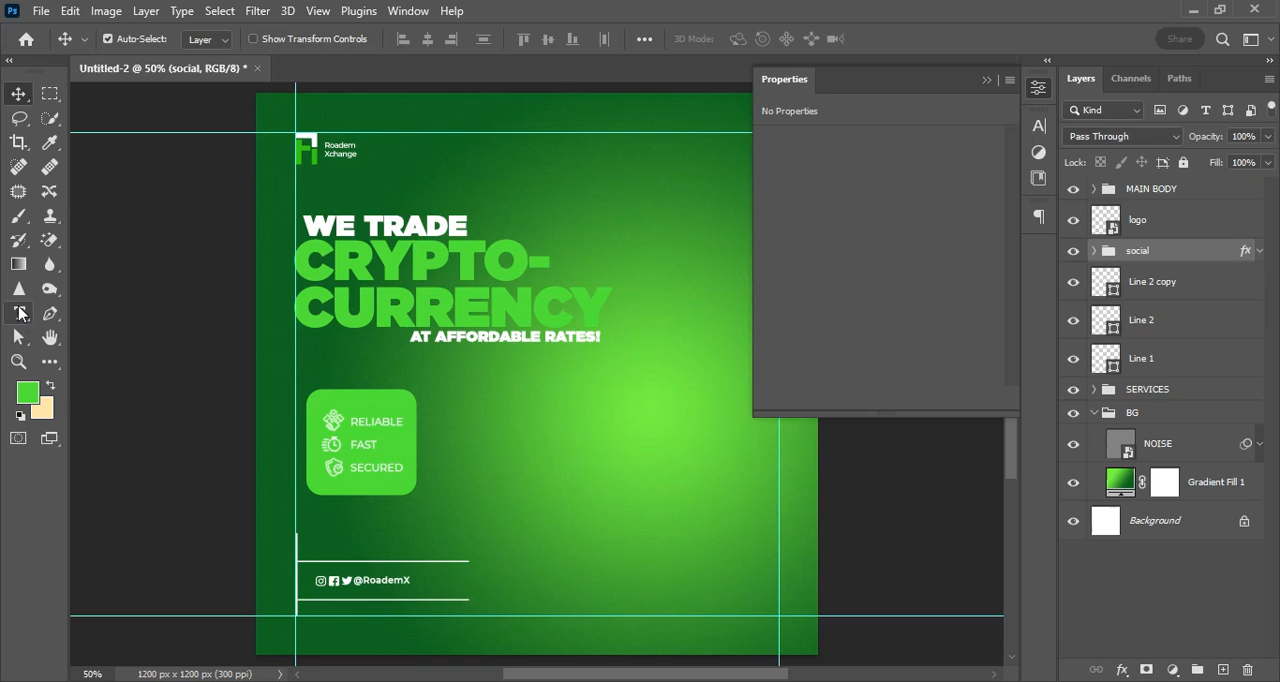 Ps File Edit Image Layer Type Select Filter 3D View Plugins Window Help
Auto-Select: Layer Show Transform Controls 3D Mode: Share
Untitled-2 @ 50% (social, RGB/8) * ×
Properties
No Properties
Layers Channels Paths
Kind
Pass Through Opacity: 100%
Lock: Fill: 100%
MAIN BODY
logo
social fx
Line 2 copy
Line 2
Line 1
SERVICES
BG
NOISE
Gradient Fill 1
Background
Roadem
Xchange
WE TRADE
CRYPTO-
CURRENCY
AT AFFORDABLE RATES!
RELIABLE
FAST
SECURED
@RoademX
50% 1200 px x 1200 px (300 ppi)
fx